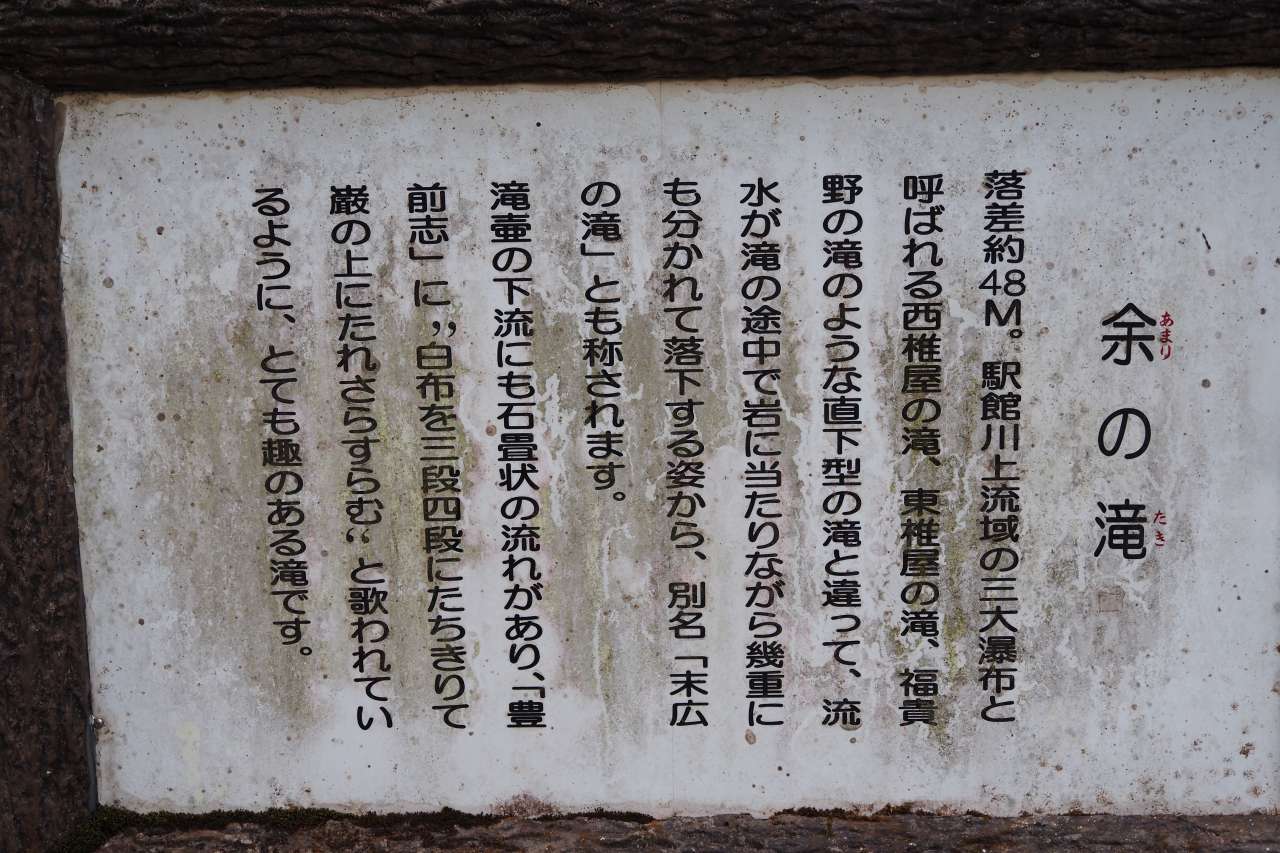 余の滝
あまり
たき
落差約48M。駅館川上流域の三大瀑布と
呼ばれる西椎屋の滝、東椎屋の滝、福貴
野の滝のような直下型の滝と違って、流
水が滝の途中で岩に当たりながら幾重に
も分かれて落下する姿から、別名「末広
の滝」とも称されます。
滝壷の下流にも石畳状の流れがあり、「豊
前志」に〟白布を三段四段にたちきりて
巌の上にたれさらすらむ〝と歌われてい
るように、とても趣のある滝です。